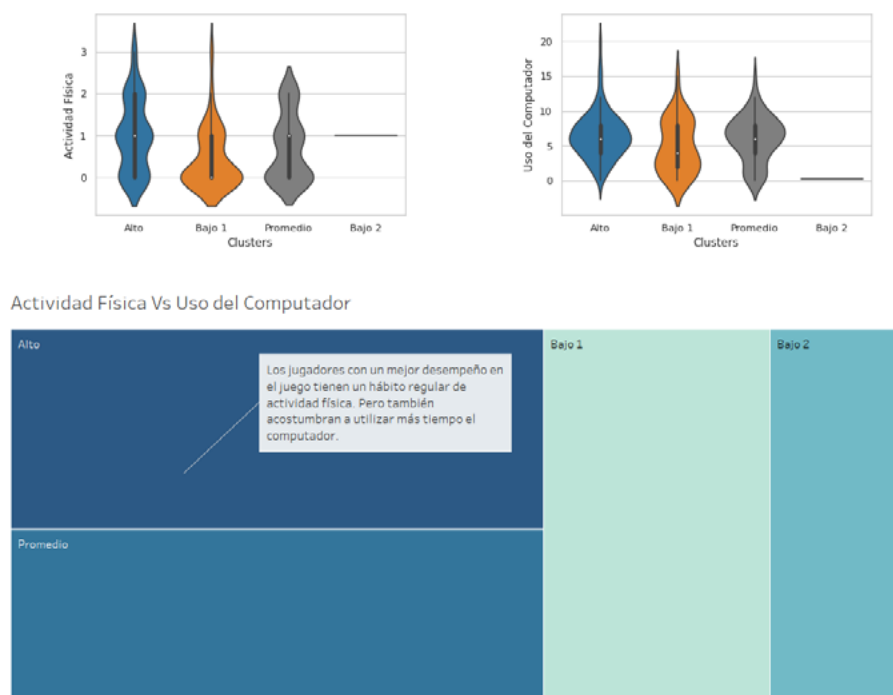 Actividad Física
3
2
1
0
Alto
Bajo 1
Promedio
Bajo 2
Clusters
Uso del Computador
20
15
10
5
0
Alto
Bajo 1
Promedio
Bajo 2
Clusters
Actividad Física Vs Uso del Computador
Alto
Los jugadores con un mejor desempeño en
el juego tienen un hábito regular de
actividad física. Pero también
acostumbran a utilizar más tiempo el
computador.
Bajo 1
Bajo 2
Promedio